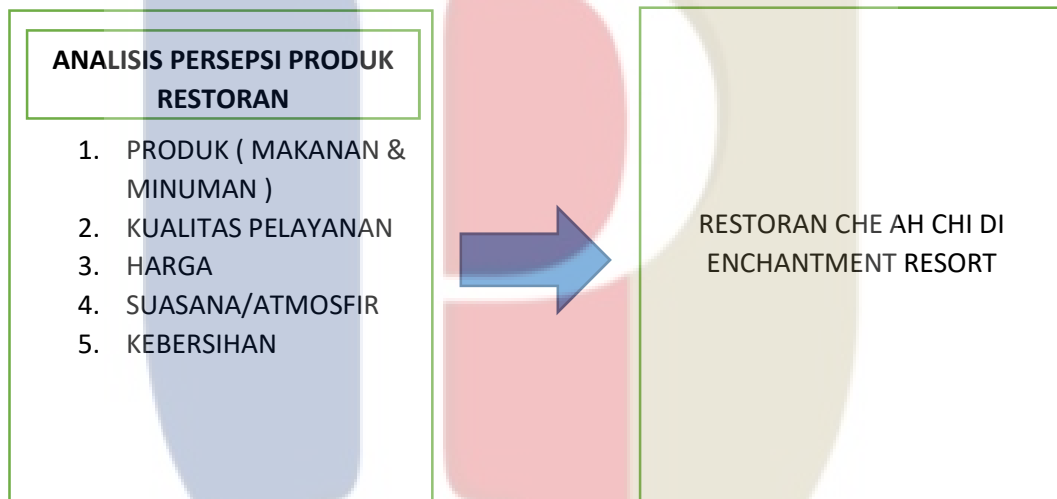 ANALISIS PERSEPSI PRODUK
RESTORAN
1. PRODUK ( MAKANAN &
MINUMAN )
2. KUALITAS PELAYANAN
3. HARGA
4. SUASANA/ATMOSFIR
5. KEBERSIHAN
RESTORAN CHE AH CHI DI
ENCHANTMENT RESORT